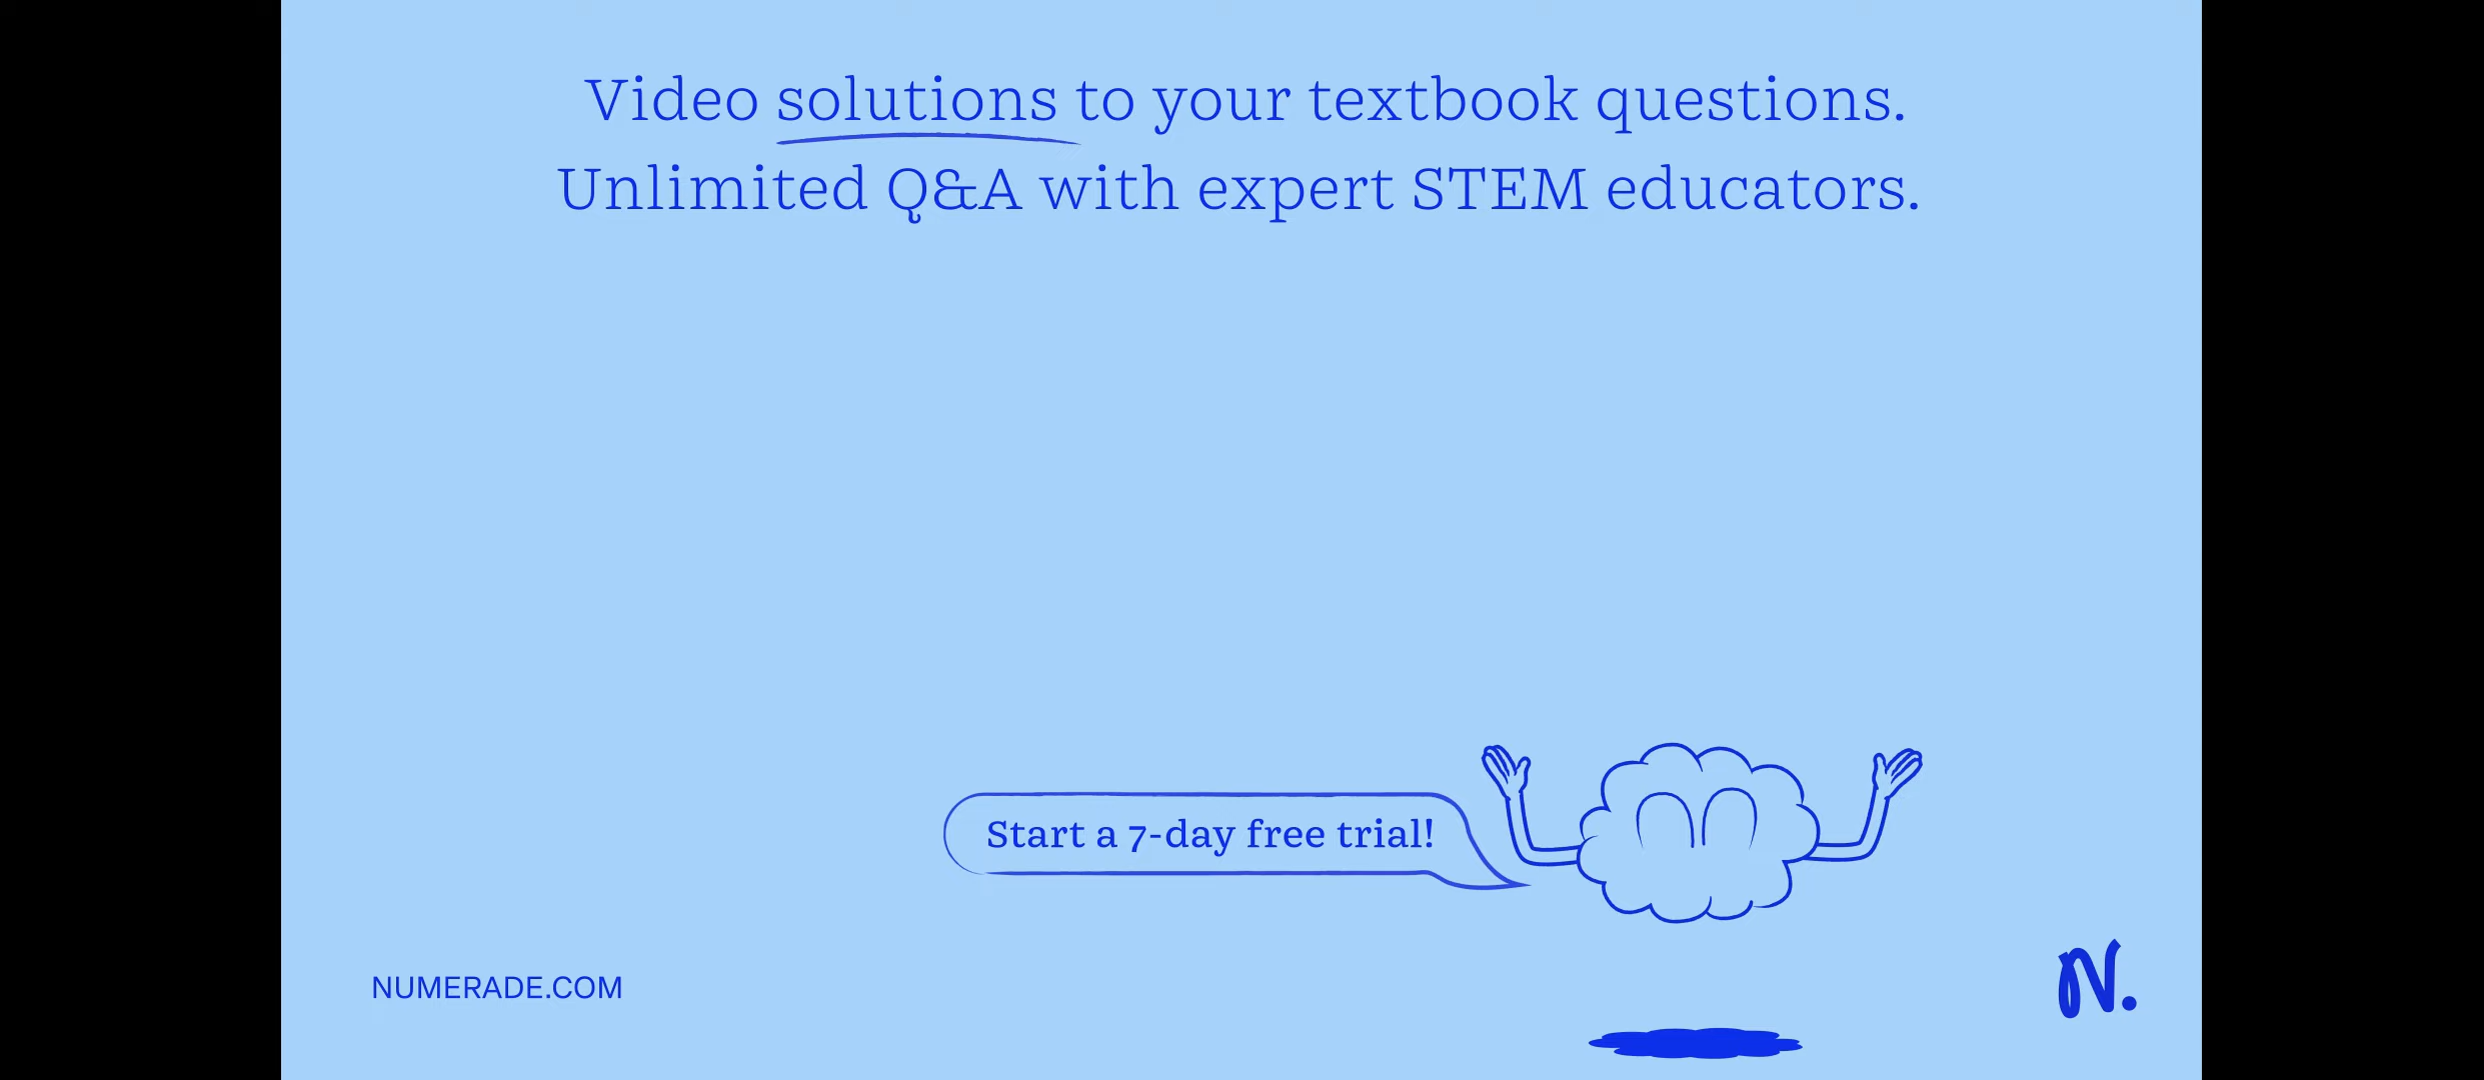 Video solutions to your textbook questions.
Unlimited Q&A with expert STEM educators.
Start a 7-day free trial!
NUMERADE.COM
N.